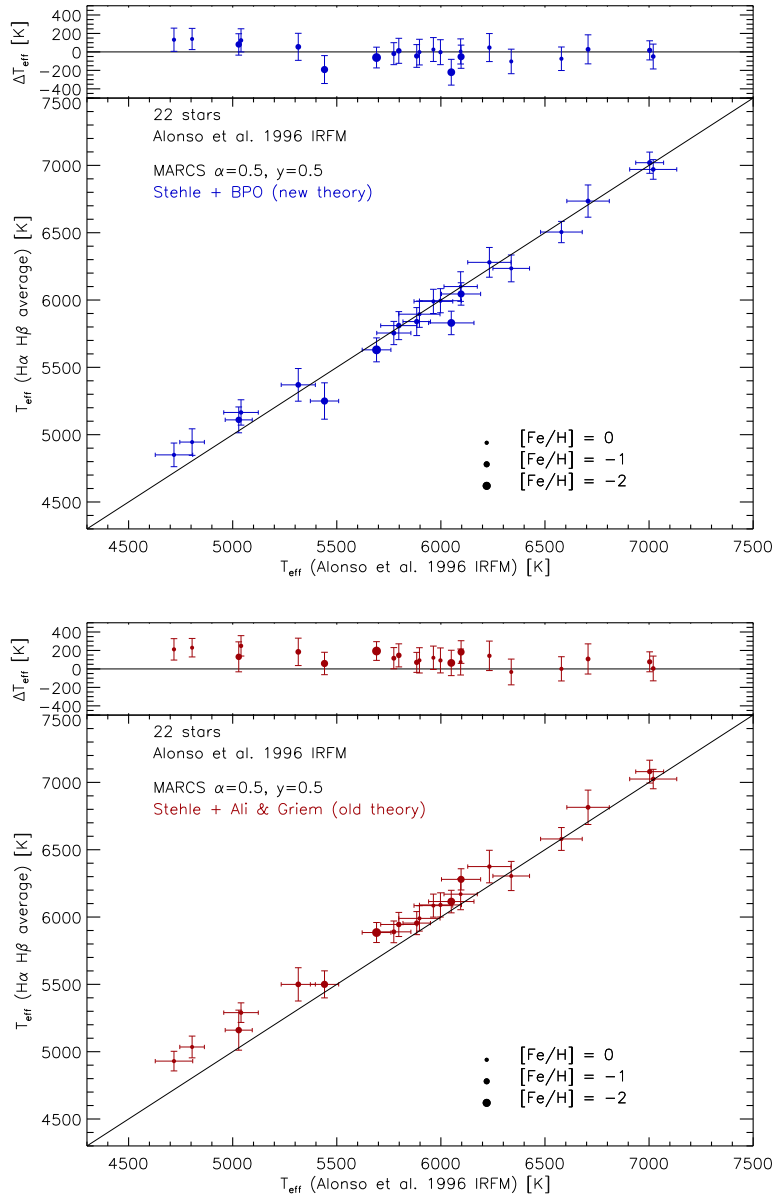 400
200
0
−200
−400
ΔT_eff [K]
7500
7000
6500
6000
5500
5000
4500
T_eff (Hα Hβ average) [K]
22 stars
Alonso et al. 1996 IRFM
MARCS α=0.5, y=0.5
Stehle + BPO (new theory)
[Fe/H] = 0
[Fe/H] = −1
[Fe/H] = −2
4500 5000 5500 6000 6500 7000 7500
T_eff (Alonso et al. 1996 IRFM) [K]
400
200
0
−200
−400
ΔT_eff [K]
7500
7000
6500
6000
5500
5000
4500
T_eff (Hα Hβ average) [K]
22 stars
Alonso et al. 1996 IRFM
MARCS α=0.5, y=0.5
Stehle + Ali & Griem (old theory)
[Fe/H] = 0
[Fe/H] = −1
[Fe/H] = −2
4500 5000 5500 6000 6500 7000 7500
T_eff (Alonso et al. 1996 IRFM) [K]